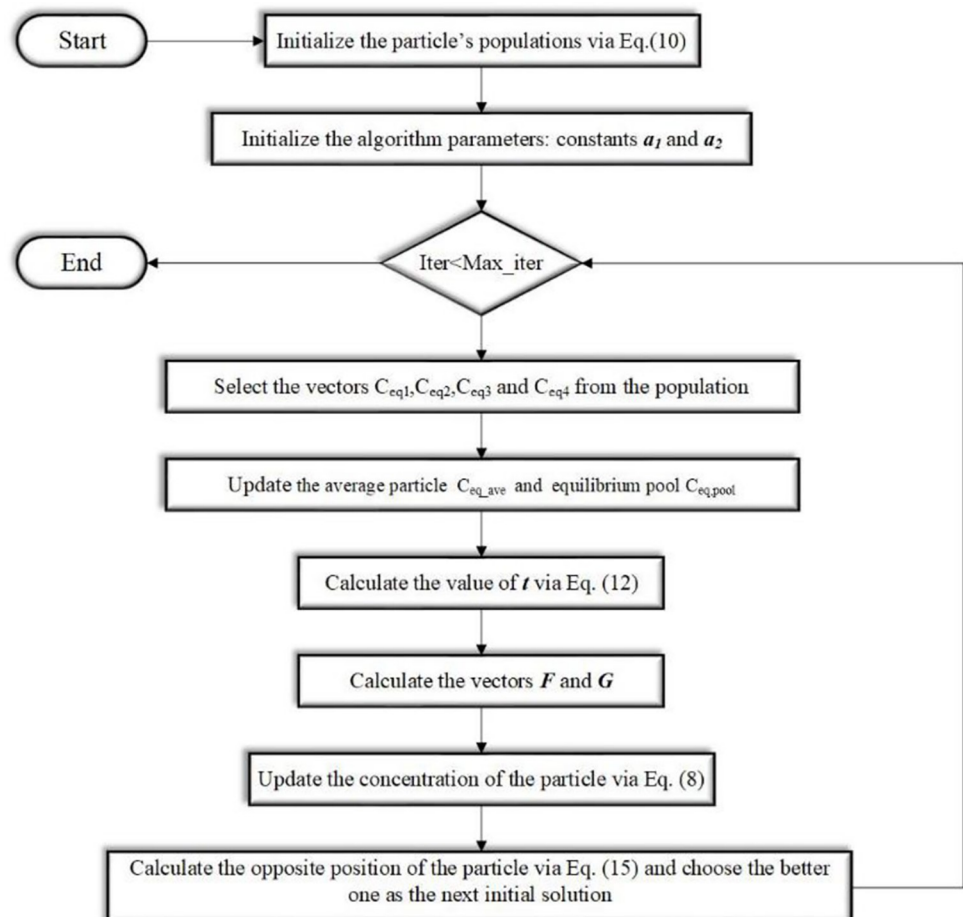 Start
Initialize the particle's populations via Eq.(10)
Initialize the algorithm parameters: constants a1 and a2
End
Iter<Max_iter
Select the vectors Ceq1,Ceq2,Ceq3 and Ceq4 from the population
Update the average particle Ceq_ave and equilibrium pool Ceq,pool
Calculate the value of t via Eq. (12)
Calculate the vectors F and G
Update the concentration of the particle via Eq. (8)
Calculate the opposite position of the particle via Eq. (15) and choose the better
one as the next initial solution